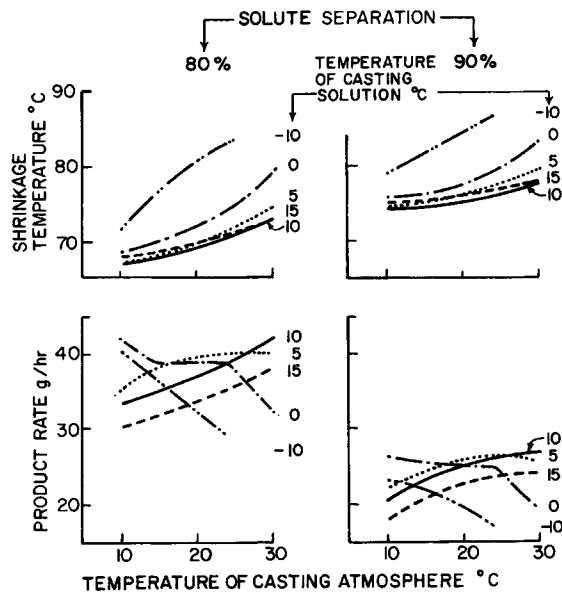 SOLUTE SEPARATION
80%
90%
TEMPERATURE
OF CASTING
SOLUTION °C
SHRINKAGE
TEMPERATURE °C
90
80
70
-10
0
5
15
10
-10
0
5
15
10
PRODUCT RATE g/hr
40
30
20
10
5
15
0
-10
10
5
15
0
-10
10 20 30
10 20 30
TEMPERATURE OF CASTING ATMOSPHERE °C